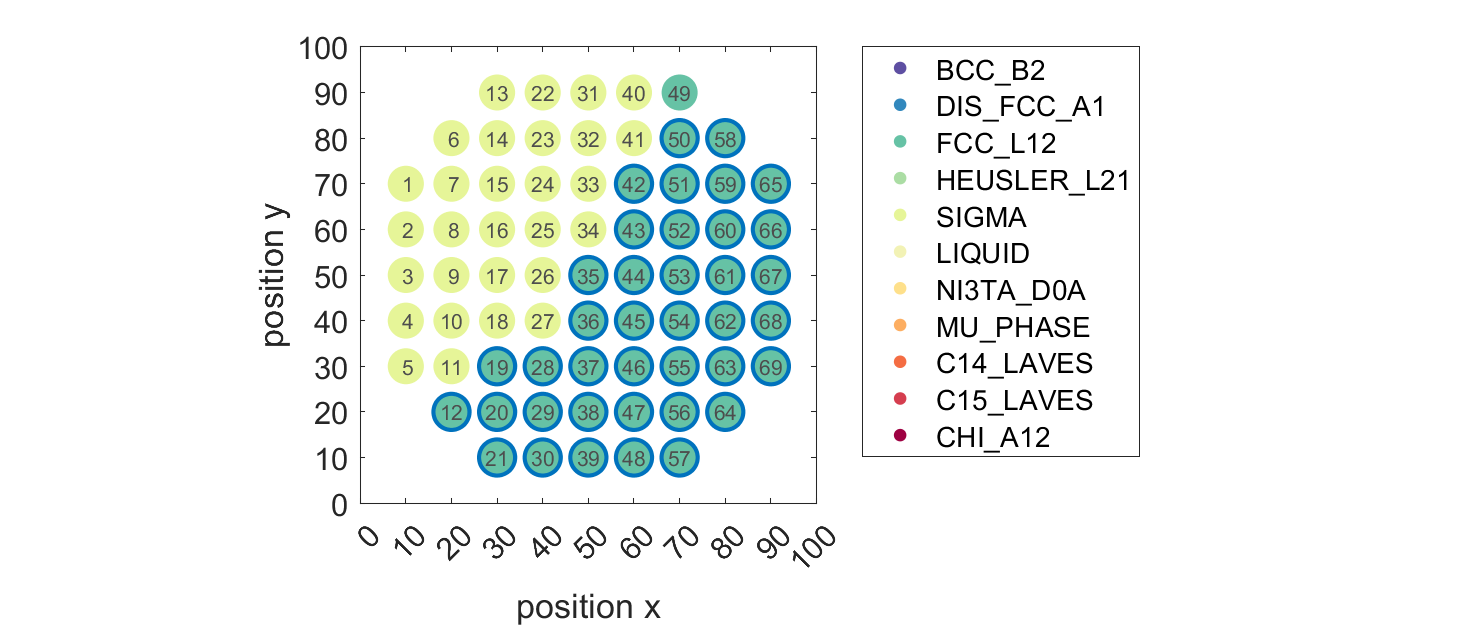 100
90
80
70
60
50
40
30
20
10
0
position y
13 22 31 40 49
6 14 23 32 41 50 58
1 7 15 24 33 42 51 59 65
2 8 16 25 34 43 52 60 66
3 9 17 26 35 44 53 61 67
4 10 18 27 36 45 54 62 68
5 11 19 28 37 46 55 63 69
12 20 29 38 47 56 64
21 30 39 48 57
0 10 20 30 40 50 60 70 80 90 100
position x
BCC_B2
DIS_FCC_A1
FCC_L12
HEUSLER_L21
SIGMA
LIQUID
NI3TA_D0A
MU_PHASE
C14_LAVES
C15_LAVES
CHI_A12